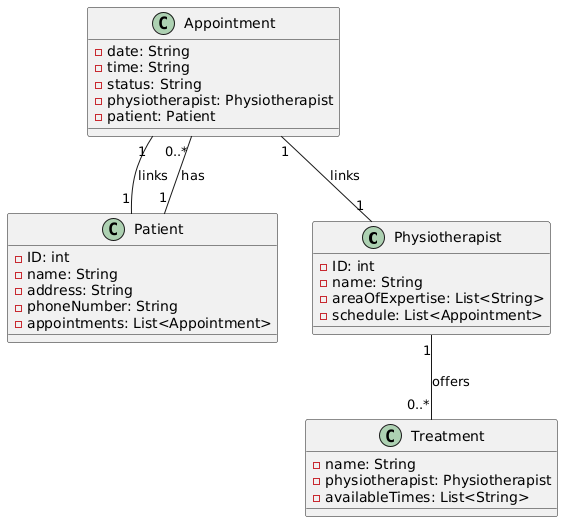 C Appointment
date: String
time: String
status: String
physiotherapist: Physiotherapist
patient: Patient
1 0..* 1
links has links
1 1 1
C Patient
ID: int
name: String
address: String
phoneNumber: String
appointments: List<Appointment>
C Physiotherapist
ID: int
name: String
areaOfExpertise: List<String>
schedule: List<Appointment>
1
offers
0..*
C Treatment
name: String
physiotherapist: Physiotherapist
availableTimes: List<String>